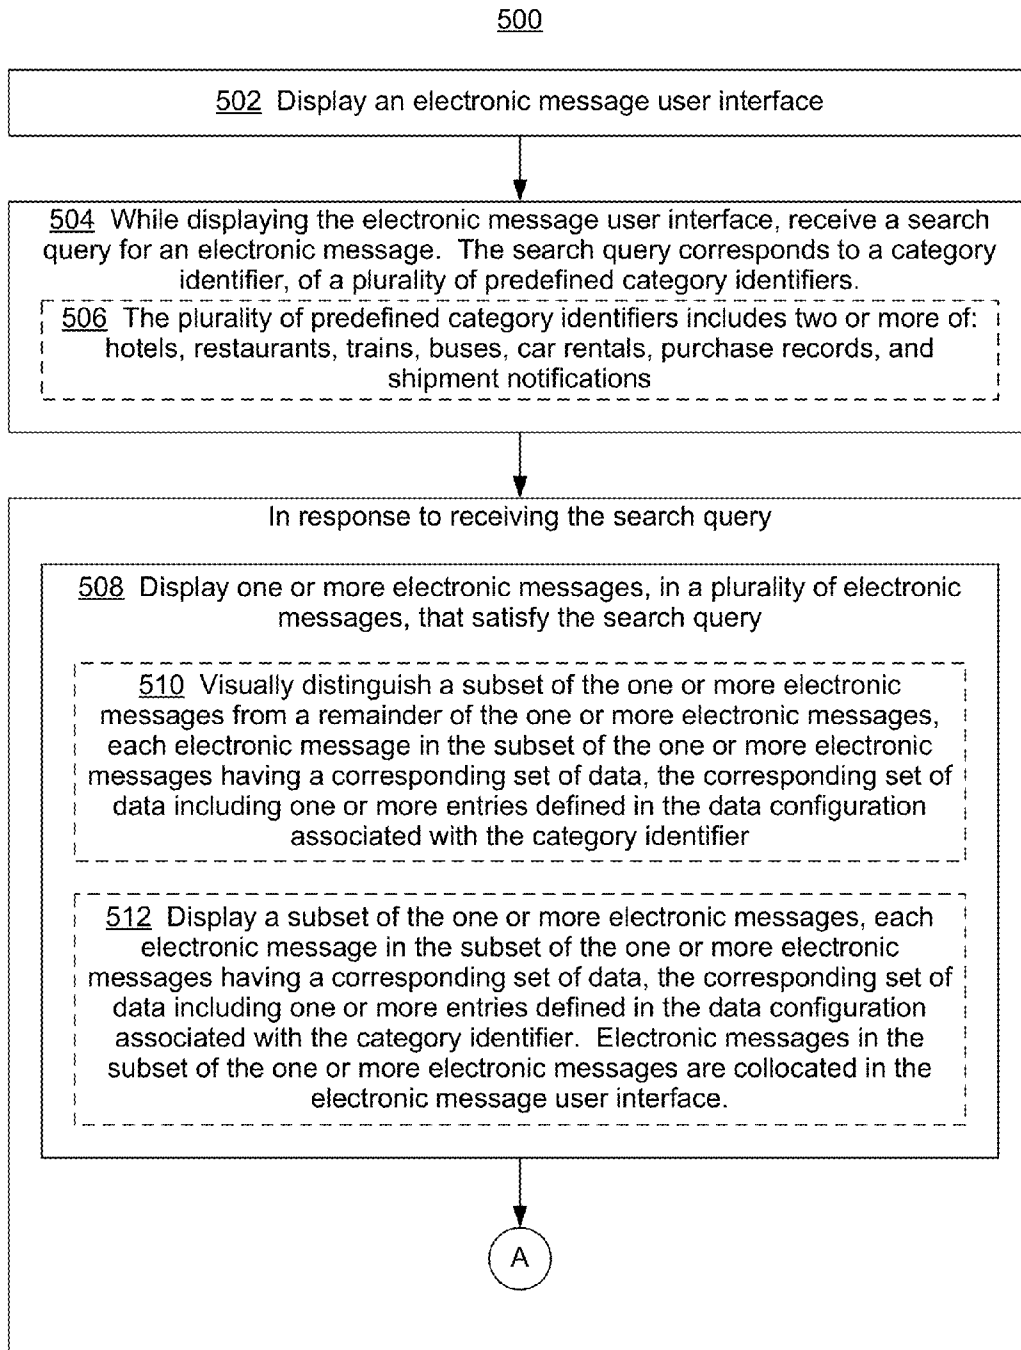 500
502 Display an electronic message user interface
504 While displaying the electronic message user interface, receive a search
query for an electronic message. The search query corresponds to a category
identifier, of a plurality of predefined category identifiers.
506 The plurality of predefined category identifiers includes two or more of:
hotels, restaurants, trains, buses, car rentals, purchase records, and
shipment notifications
In response to receiving the search query
508 Display one or more electronic messages, in a plurality of electronic
messages, that satisfy the search query
510 Visually distinguish a subset of the one or more electronic
messages from a remainder of the one or more electronic messages,
each electronic message in the subset of the one or more electronic
messages having a corresponding set of data, the corresponding set of
data including one or more entries defined in the data configuration
associated with the category identifier
512 Display a subset of the one or more electronic messages, each
electronic message in the subset of the one or more electronic
messages having a corresponding set of data, the corresponding set of
data including one or more entries defined in the data configuration
associated with the category identifier. Electronic messages in the
subset of the one or more electronic messages are collocated in the
electronic message user interface.
A